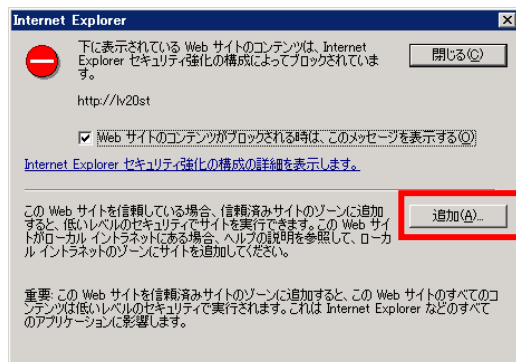 Internet Explorer
下に表示されている Web サイトのコンテンツは、Internet
Explorer セキュリティ強化の構成によってブロックされていま
す。
閉じる(C)
http://lv20st
Web サイトのコンテンツがブロックされる時は、このメッセージを表示する(O)
Internet Explorer セキュリティ強化の構成の詳細を表示します。
この Web サイトを信頼している場合、信頼済みサイトのゾーンに追加
すると、低いレベルのセキュリティでサイトを実行できます。この Web サイ
トがローカル イントラネットにある場合、ヘルプの説明を参照して、ローカ
ル イントラネットのゾーンにサイトを追加してください。
追加(A)...
重要: この Web サイトを信頼済みサイトのゾーンに追加すると、この Web サイトのすべてのコ
ンテンツは低いレベルのセキュリティで実行されます。これは Internet Explorer などのすべて
のアプリケーションに影響します。